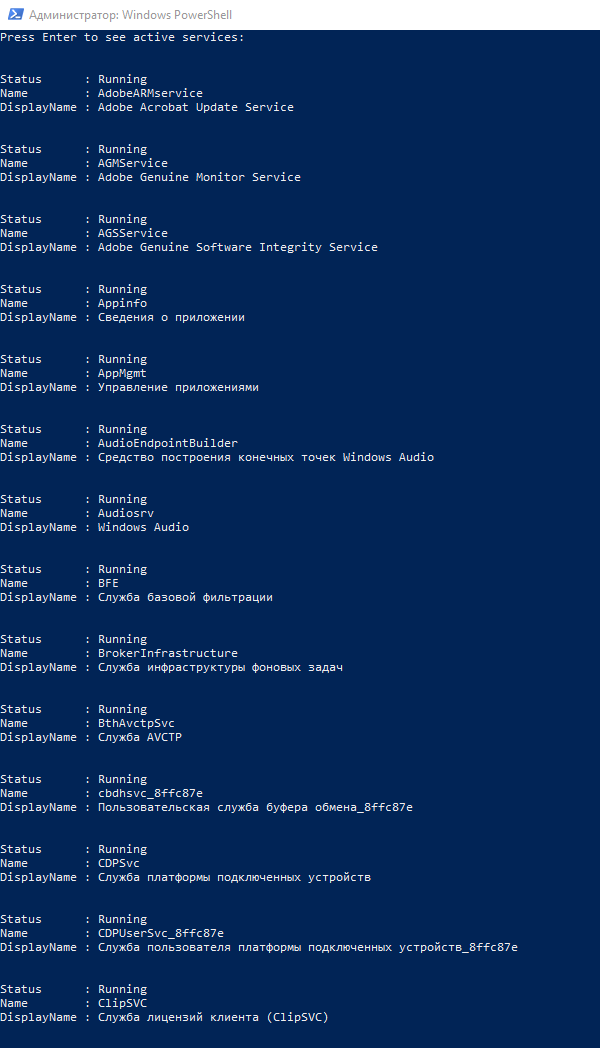 Администратор: Windows PowerShell
Press Enter to see active services:
Status      : Running
Name        : AdobeARMservice
DisplayName : Adobe Acrobat Update Service
Status      : Running
Name        : AGMService
DisplayName : Adobe Genuine Monitor Service
Status      : Running
Name        : AGSService
DisplayName : Adobe Genuine Software Integrity Service
Status      : Running
Name        : Appinfo
DisplayName : Сведения о приложении
Status      : Running
Name        : AppMgmt
DisplayName : Управление приложениями
Status      : Running
Name        : AudioEndpointBuilder
DisplayName : Средство построения конечных точек Windows Audio
Status      : Running
Name        : Audiosrv
DisplayName : Windows Audio
Status      : Running
Name        : BFE
DisplayName : Служба базовой фильтрации
Status      : Running
Name        : BrokerInfrastructure
DisplayName : Служба инфраструктуры фоновых задач
Status      : Running
Name        : BthAvctpSvc
DisplayName : Служба AVCTP
Status      : Running
Name        : cbdhsvc_8ffc87e
DisplayName : Пользовательская служба буфера обмена_8ffc87e
Status      : Running
Name        : CDPSvc
DisplayName : Служба платформы подключенных устройств
Status      : Running
Name        : CDPUserSvc_8ffc87e
DisplayName : Служба пользователя платформы подключенных устройств_8ffc87e
Status      : Running
Name        : ClipSVC
DisplayName : Служба лицензий клиента (ClipSVC)